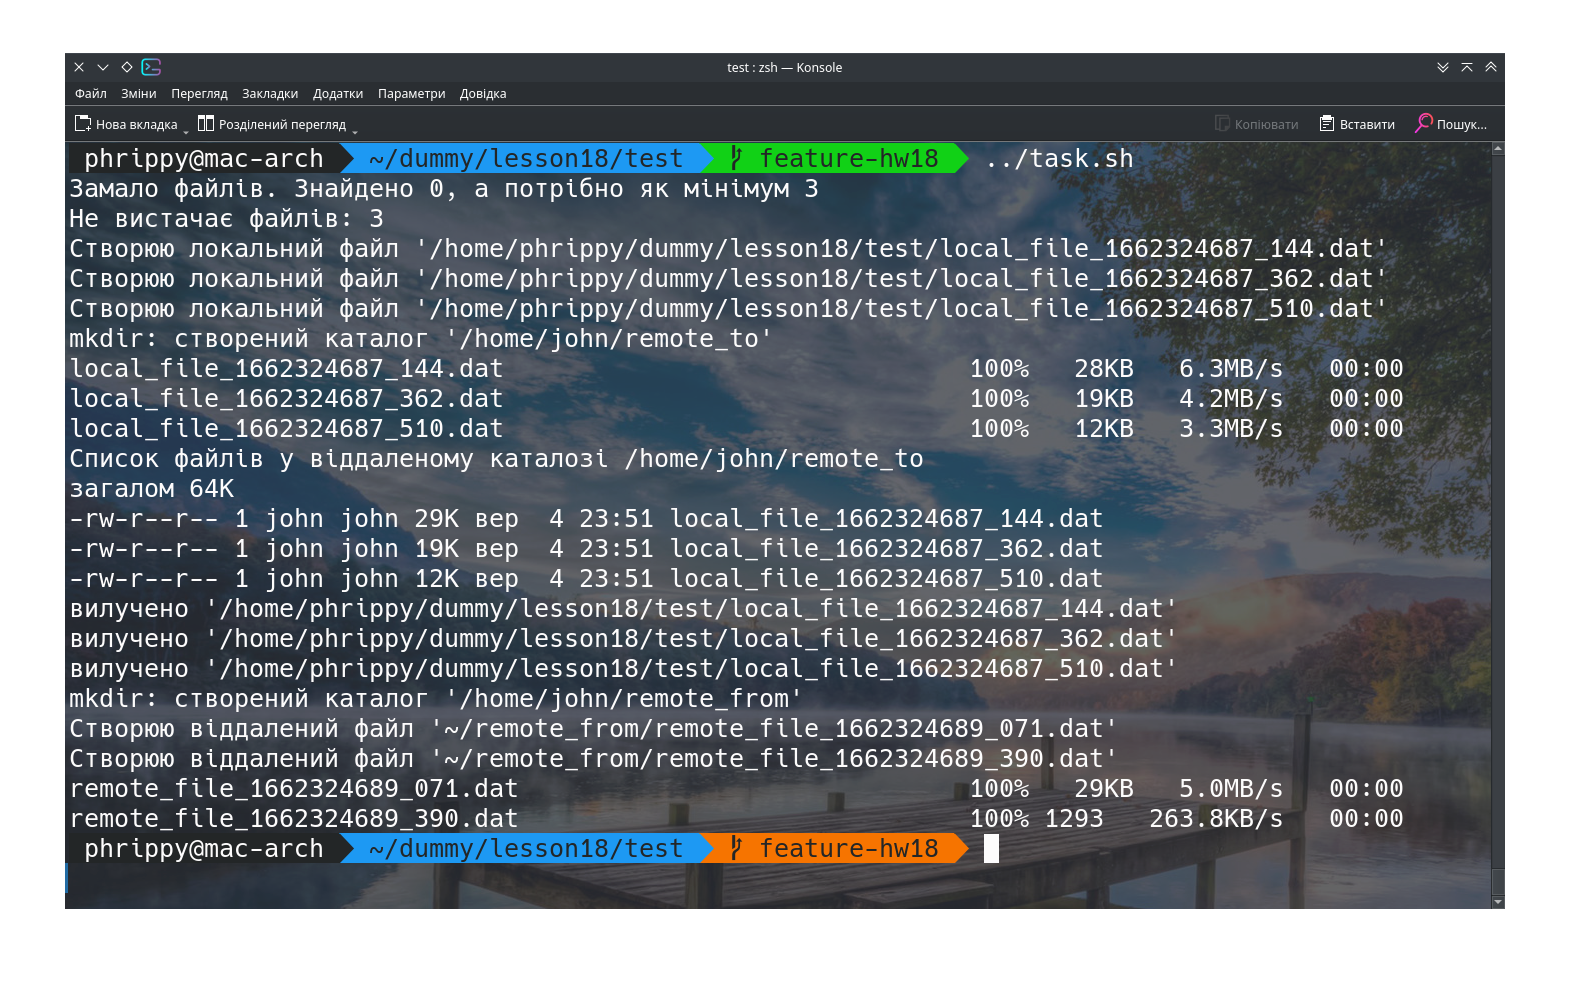 test : zsh — Konsole
Файл Зміни Перегляд Закладки Додатки Параметри Довідка
Нова вкладка Розділений перегляд Копіювати Вставити Пошук...
phrippy@mac-arch ~/dummy/lesson18/test feature-hw18 ../task.sh
Замало файлів. Знайдено 0, а потрібно як мінімум 3
Не вистачає файлів: 3
Створюю локальний файл '/home/phrippy/dummy/lesson18/test/local_file_1662324687_144.dat'
Створюю локальний файл '/home/phrippy/dummy/lesson18/test/local_file_1662324687_362.dat'
Створюю локальний файл '/home/phrippy/dummy/lesson18/test/local_file_1662324687_510.dat'
mkdir: створений каталог '/home/john/remote_to'
local_file_1662324687_144.dat 100% 28KB 6.3MB/s 00:00
local_file_1662324687_362.dat 100% 19KB 4.2MB/s 00:00
local_file_1662324687_510.dat 100% 12KB 3.3MB/s 00:00
Список файлів у віддаленому каталозі /home/john/remote_to
загалом 64K
-rw-r--r-- 1 john john 29K вер  4 23:51 local_file_1662324687_144.dat
-rw-r--r-- 1 john john 19K вер  4 23:51 local_file_1662324687_362.dat
-rw-r--r-- 1 john john 12K вер  4 23:51 local_file_1662324687_510.dat
вилучено '/home/phrippy/dummy/lesson18/test/local_file_1662324687_144.dat'
вилучено '/home/phrippy/dummy/lesson18/test/local_file_1662324687_362.dat'
вилучено '/home/phrippy/dummy/lesson18/test/local_file_1662324687_510.dat'
mkdir: створений каталог '/home/john/remote_from'
Створюю віддалений файл '~/remote_from/remote_file_1662324689_071.dat'
Створюю віддалений файл '~/remote_from/remote_file_1662324689_390.dat'
remote_file_1662324689_071.dat 100% 29KB 5.0MB/s 00:00
remote_file_1662324689_390.dat 100% 1293 263.8KB/s 00:00
phrippy@mac-arch ~/dummy/lesson18/test feature-hw18